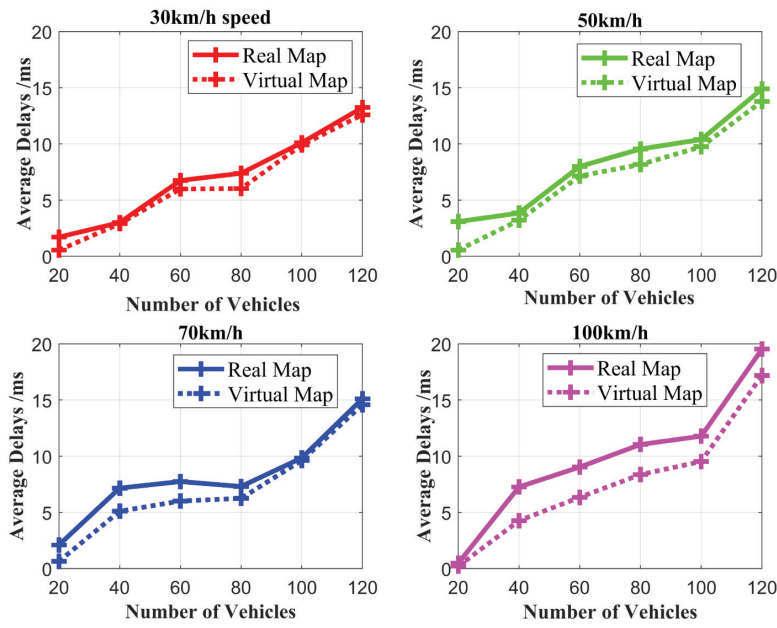 30km/h speed
Average Delays /ms
20
15
10
5
0
Real Map
Virtual Map
20 40 60 80 100 120
Number of Vehicles
50km/h
Average Delays /ms
20
15
10
5
0
Real Map
Virtual Map
20 40 60 80 100 120
Number of Vehicles
70km/h
Average Delays /ms
20
15
10
5
0
Real Map
Virtual Map
20 40 60 80 100 120
Number of Vehicles
100km/h
Average Delays /ms
20
15
10
5
0
Real Map
Virtual Map
20 40 60 80 100 120
Number of Vehicles